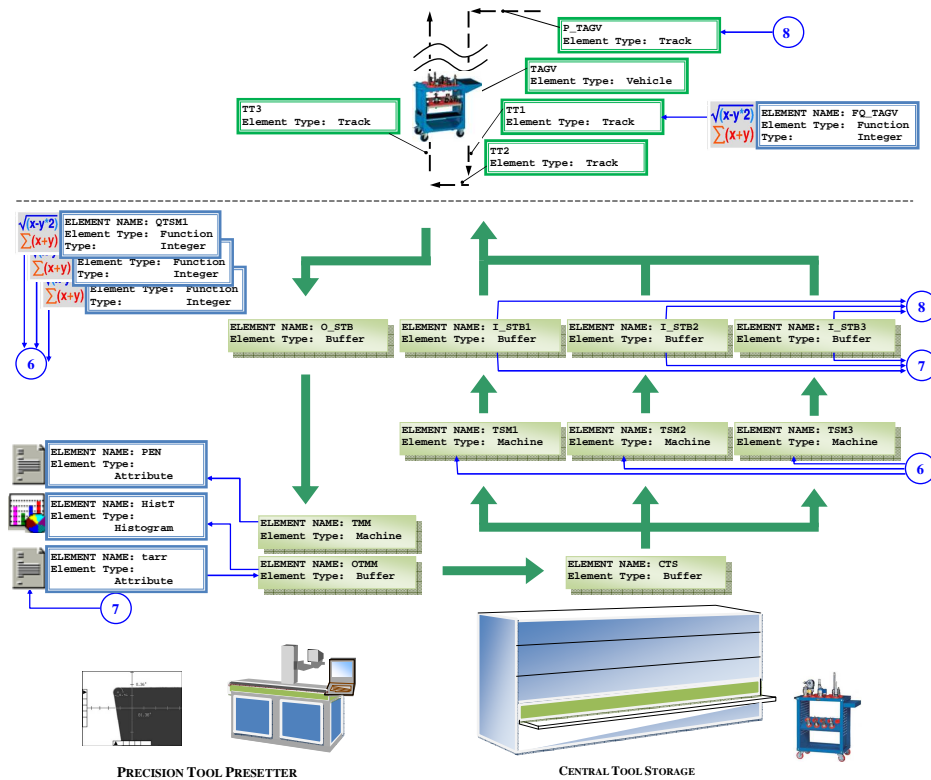 P_TAGV
Element Type: Track
8
TAGV
Element Type: Vehicle
TT3
Element Type: Track
TT1
Element Type: Track
√(x-y*2)
∑(x+y)
ELEMENT NAME: FQ_TAGV
Element Type: Function
Type: Integer
TT2
Element Type: Track
√(x-y*2)
∑(x+y)
ELEMENT NAME: QTSM1
Element Type: Function
Type: Integer
∑(x+y)
Element Type: Function
Type: Integer
∑(x+y)
Element Type: Function
Type: Integer
6
ELEMENT NAME: O_STB
Element Type: Buffer
ELEMENT NAME: I_STB1
Element Type: Buffer
ELEMENT NAME: I_STB2
Element Type: Buffer
ELEMENT NAME: I_STB3
Element Type: Buffer
8
7
ELEMENT NAME: TSM1
Element Type: Machine
ELEMENT NAME: TSM2
Element Type: Machine
ELEMENT NAME: TSM3
Element Type: Machine
6
ELEMENT NAME: PEN
Element Type:
Attribute
ELEMENT NAME: HistT
Element Type:
Histogram
ELEMENT NAME: tarr
Element Type:
Attribute
7
ELEMENT NAME: TMM
Element Type: Machine
ELEMENT NAME: OTMM
Element Type: Buffer
ELEMENT NAME: CTS
Element Type: Buffer
PRECISION TOOL PRESETTER
CENTRAL TOOL STORAGE